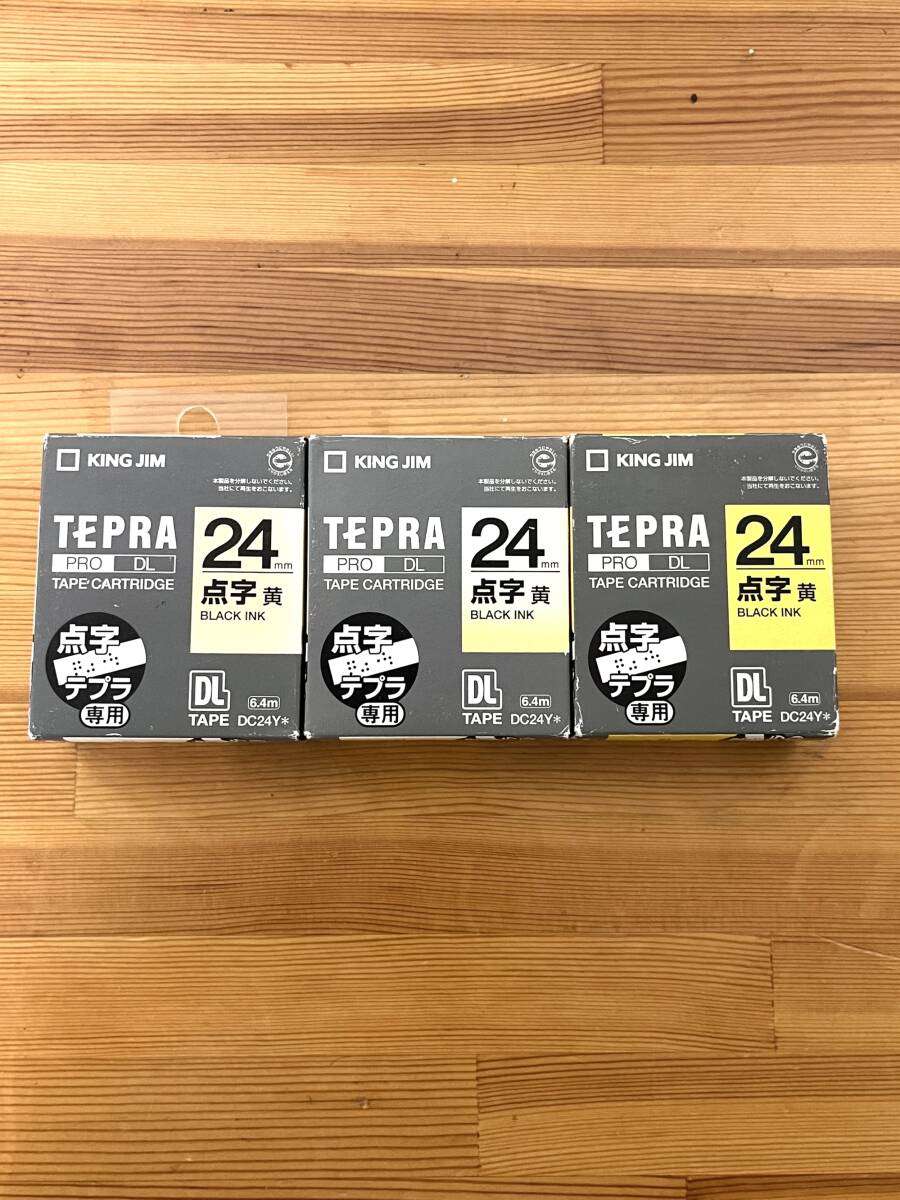 KING JIM
本製品を分解しないでください。
当社にて再生をおこないます。
TEPRA
PRO DL
TAPE CARTRIDGE
24mm
点字 黄
BLACK INK
点字
テプラ
専用
DL
TAPE
6.4m
DC24Y*
KING JIM
本製品を分解しないでください。
当社にて再生をおこないます。
TEPRA
PRO DL
TAPE CARTRIDGE
24mm
点字 黄
BLACK INK
点字
テプラ
専用
DL
TAPE
6.4m
DC24Y*
KING JIM
本製品を分解しないでください。
当社にて再生をおこないます。
TEPRA
PRO DL
TAPE CARTRIDGE
24mm
点字 黄
BLACK INK
点字
テプラ
専用
DL
TAPE
6.4m
DC24Y*